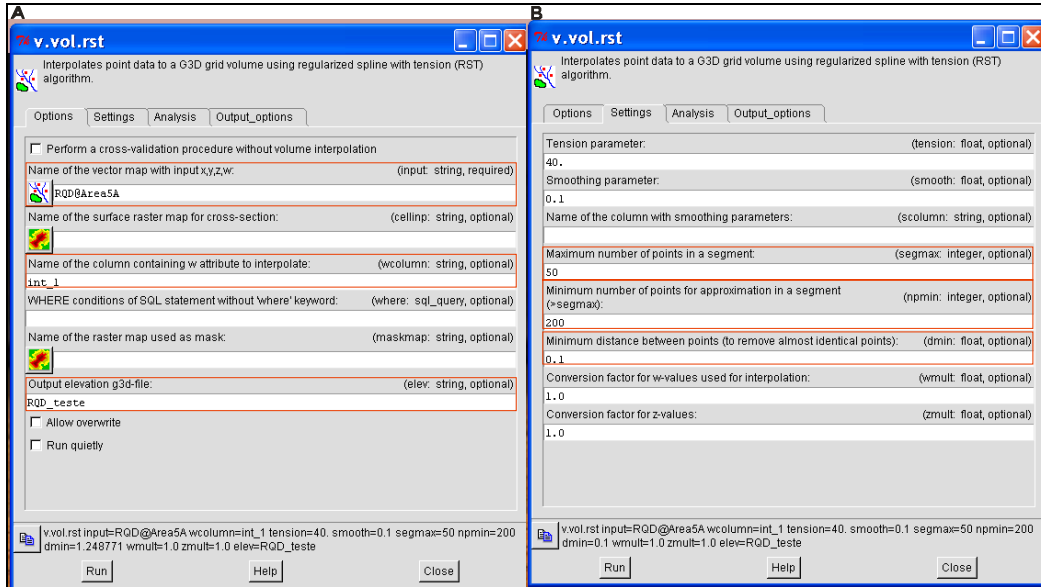 A
v.vol.rst
Interpolates point data to a G3D grid volume using regularized spline with tension (RST)
algorithm.
Options Settings Analysis Output_options
Perform a cross-validation procedure without volume interpolation
Name of the vector map with input x,y,z,w: (input: string, required)
RQD@Area5A
Name of the surface raster map for cross-section: (cellinp: string, optional)
Name of the column containing w attribute to interpolate: (wcolumn: string, optional)
int_1
WHERE conditions of SQL statement without 'where' keyword: (where: sql_query, optional)
Name of the raster map used as mask: (maskmap: string, optional)
Output elevation g3d-file: (elev: string, optional)
RQD_teste
Allow overwrite
Run quietly
v.vol.rst input=RQD@Area5A wcolumn=int_1 tension=40. smooth=0.1 segmax=50 npmin=200
dmin=1.248771 wmult=1.0 zmult=1.0 elev=RQD_teste
Run Help Close
B
v.vol.rst
Interpolates point data to a G3D grid volume using regularized spline with tension (RST)
algorithm.
Options Settings Analysis Output_options
Tension parameter: (tension: float, optional)
40.
Smoothing parameter: (smooth: float, optional)
0.1
Name of the column with smoothing parameters: (scolumn: string, optional)
Maximum number of points in a segment: (segmax: integer, optional)
50
Minimum number of points for approximation in a segment (npmin: integer, optional)
(>segmax):
200
Minimum distance between points (to remove almost identical points): (dmin: float, optional)
0.1
Conversion factor for w-values used for interpolation: (wmult: float, optional)
1.0
Conversion factor for z-values: (zmult: float, optional)
1.0
v.vol.rst input=RQD@Area5A wcolumn=int_1 tension=40. smooth=0.1 segmax=50 npmin=200
dmin=0.1 wmult=1.0 zmult=1.0 elev=RQD_teste
Run Help Close